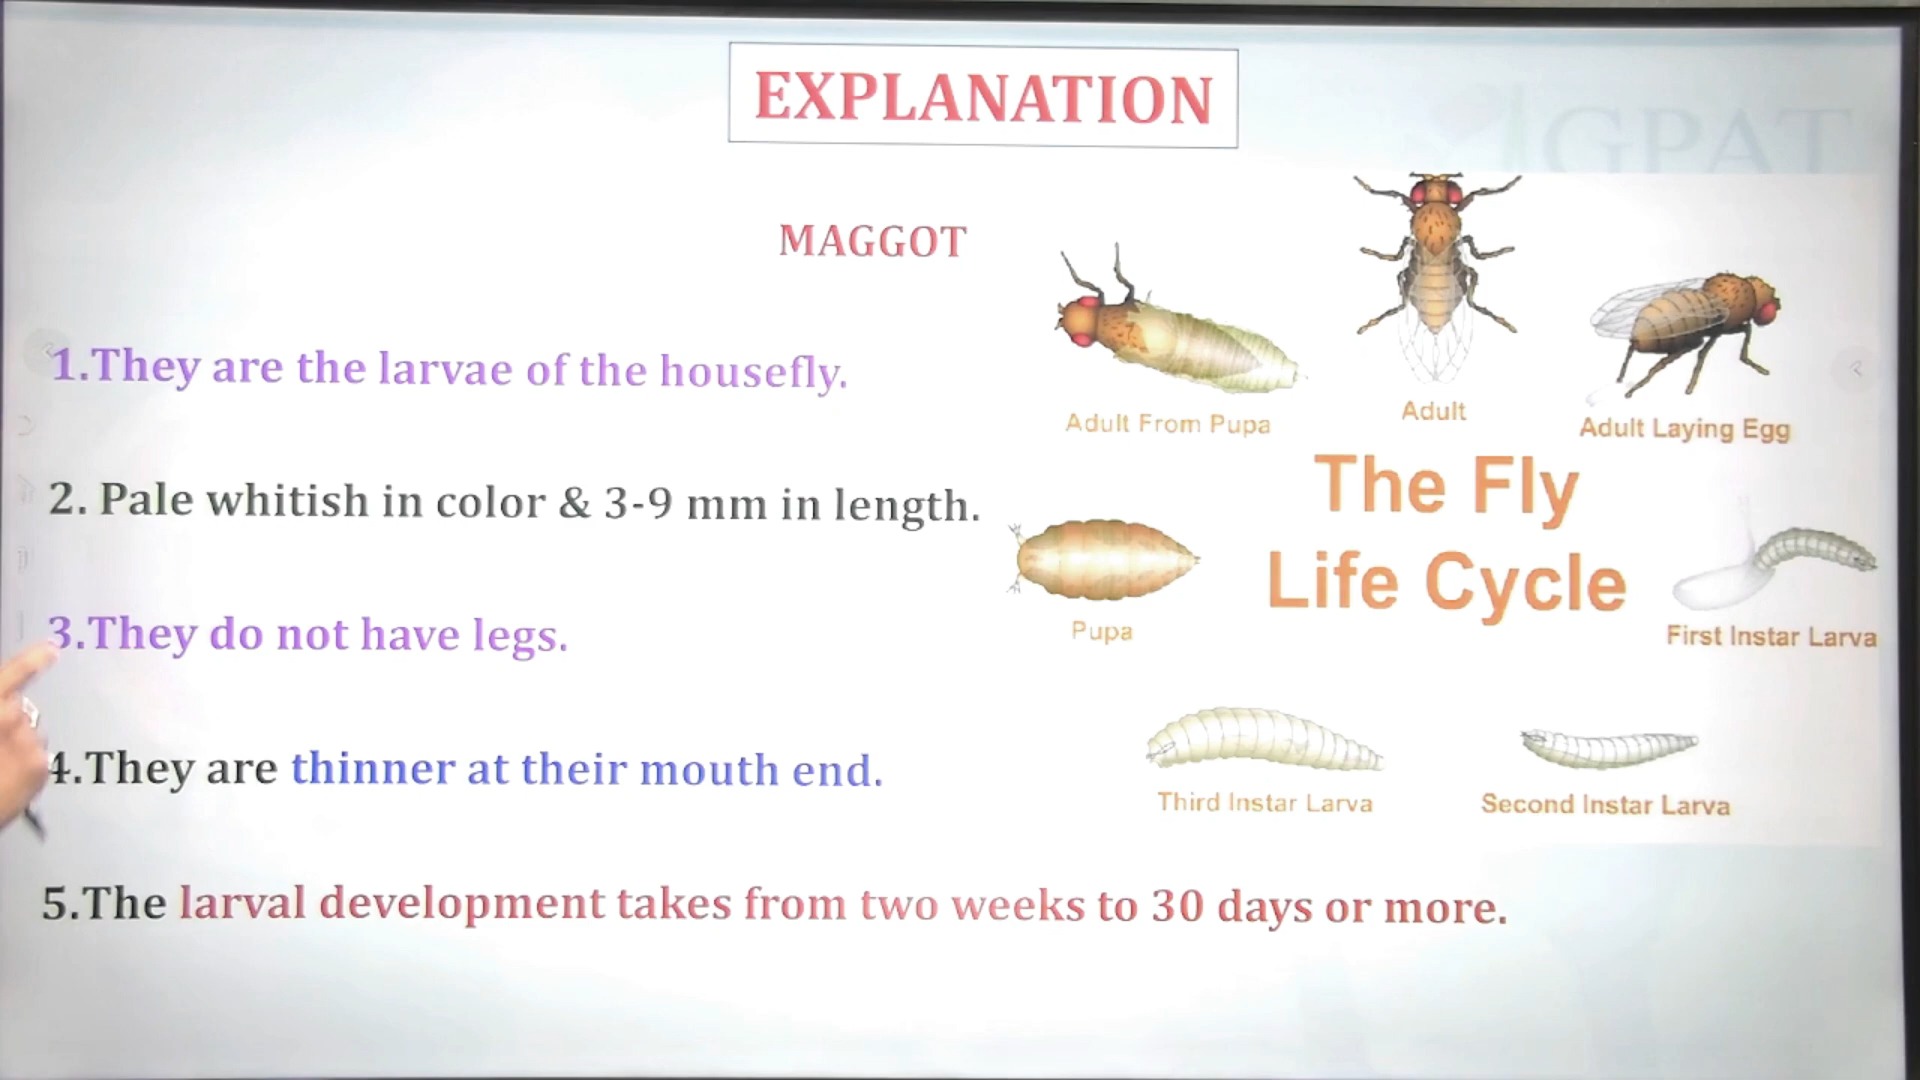 EXPLANATION
GPAT
MAGGOT
1.They are the larvae of the housefly.
2. Pale whitish in color & 3-9 mm in length.
3.They do not have legs.
4.They are thinner at their mouth end.
5.The larval development takes from two weeks to 30 days or more.
Adult From Pupa
Adult
Adult Laying Egg
The Fly
Life Cycle
Pupa
First Instar Larva
Third Instar Larva
Second Instar Larva